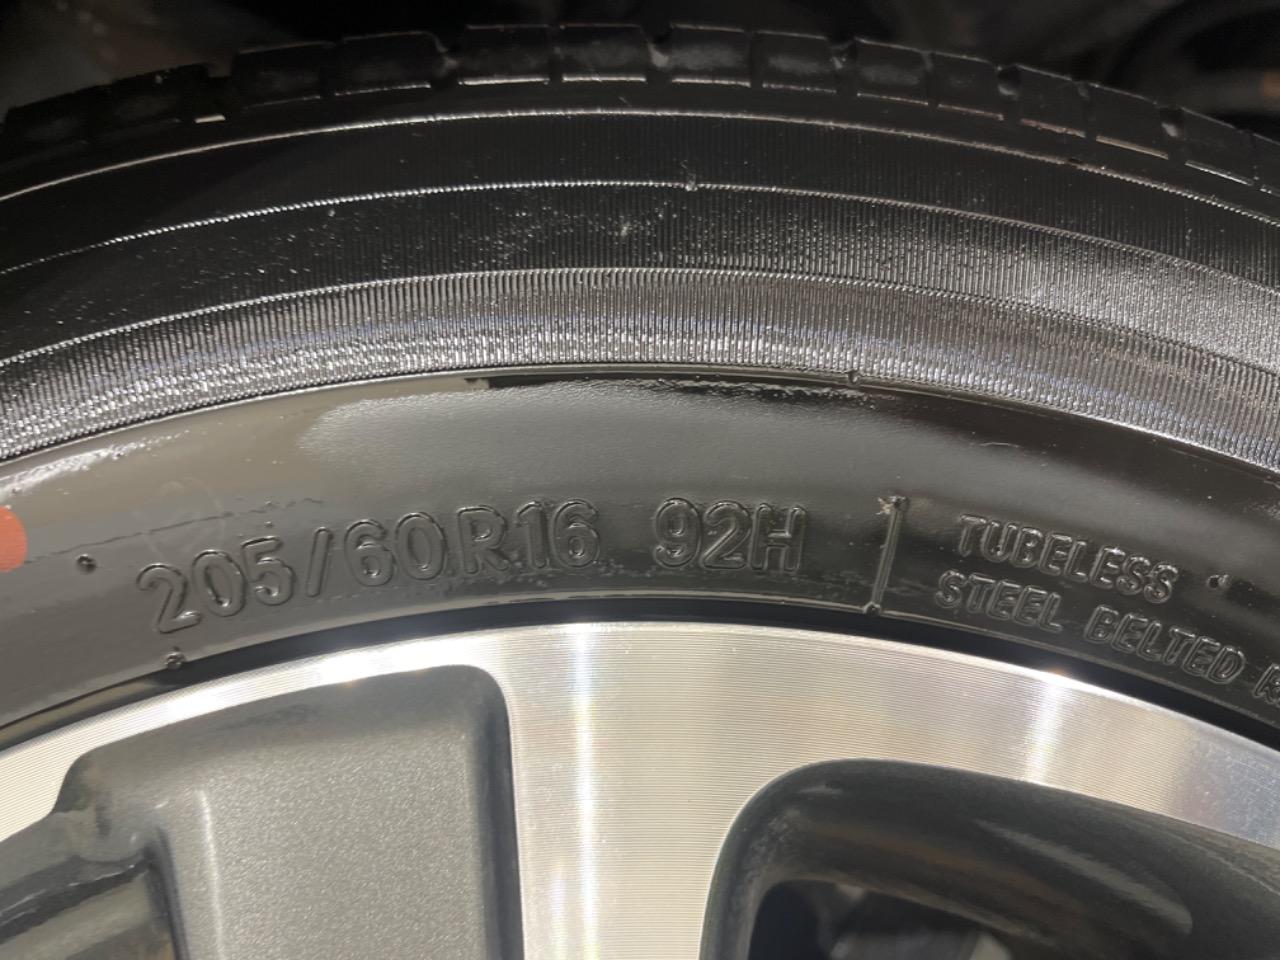 205/60R16 92H
TUBELESS
STEEL BELTED